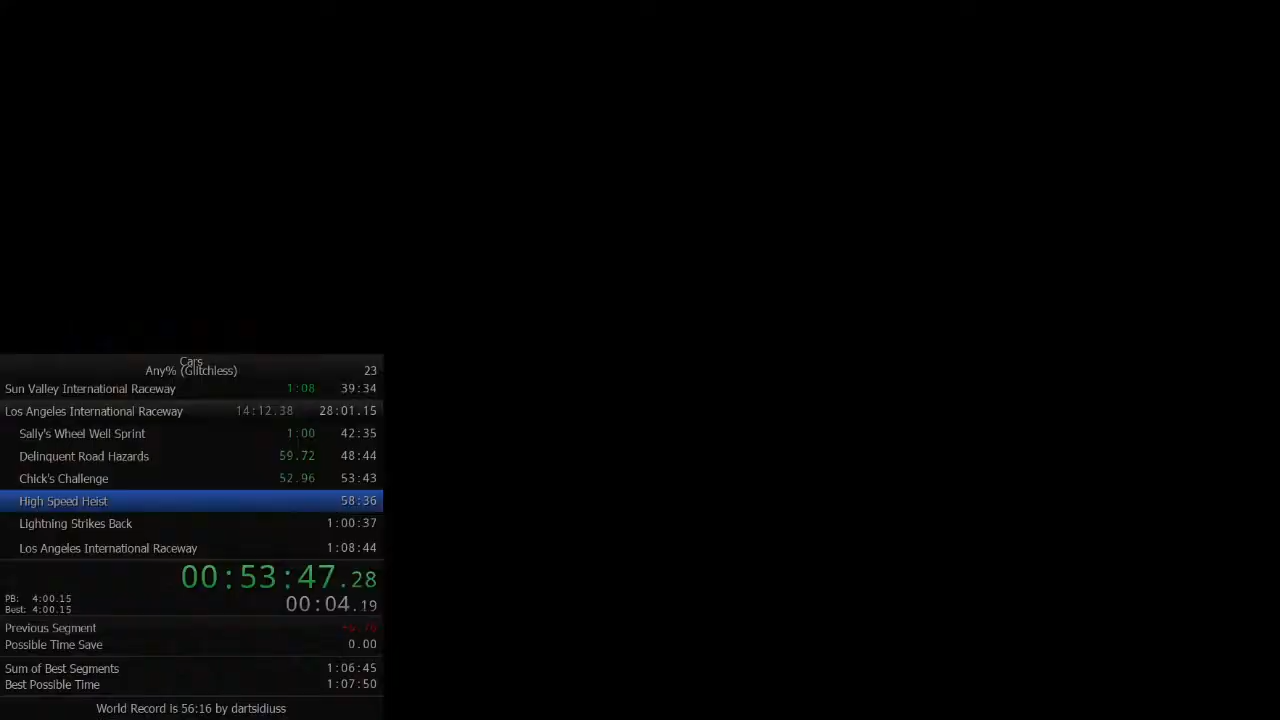 Cars
Any% (Glitchless) 23
Sun Valley International Raceway 1:08 39:34
Los Angeles International Raceway 14:12.38 28:01.15
Sally's Wheel Well Sprint 1:00 42:35
Delinquent Road Hazards 59.72 48:44
Chick's Challenge 52.96 53:43
High Speed Heist 58:36
Lightning Strikes Back 1:00:37
Los Angeles International Raceway 1:08:44
00:53:47.28
PB: 4:00.15
Best: 4:00.15
00:04.19
Previous Segment
Possible Time Save 0.00
Sum of Best Segments 1:06:45
Best Possible Time 1:07:50
World Record is 56:16 by dartsidiuss